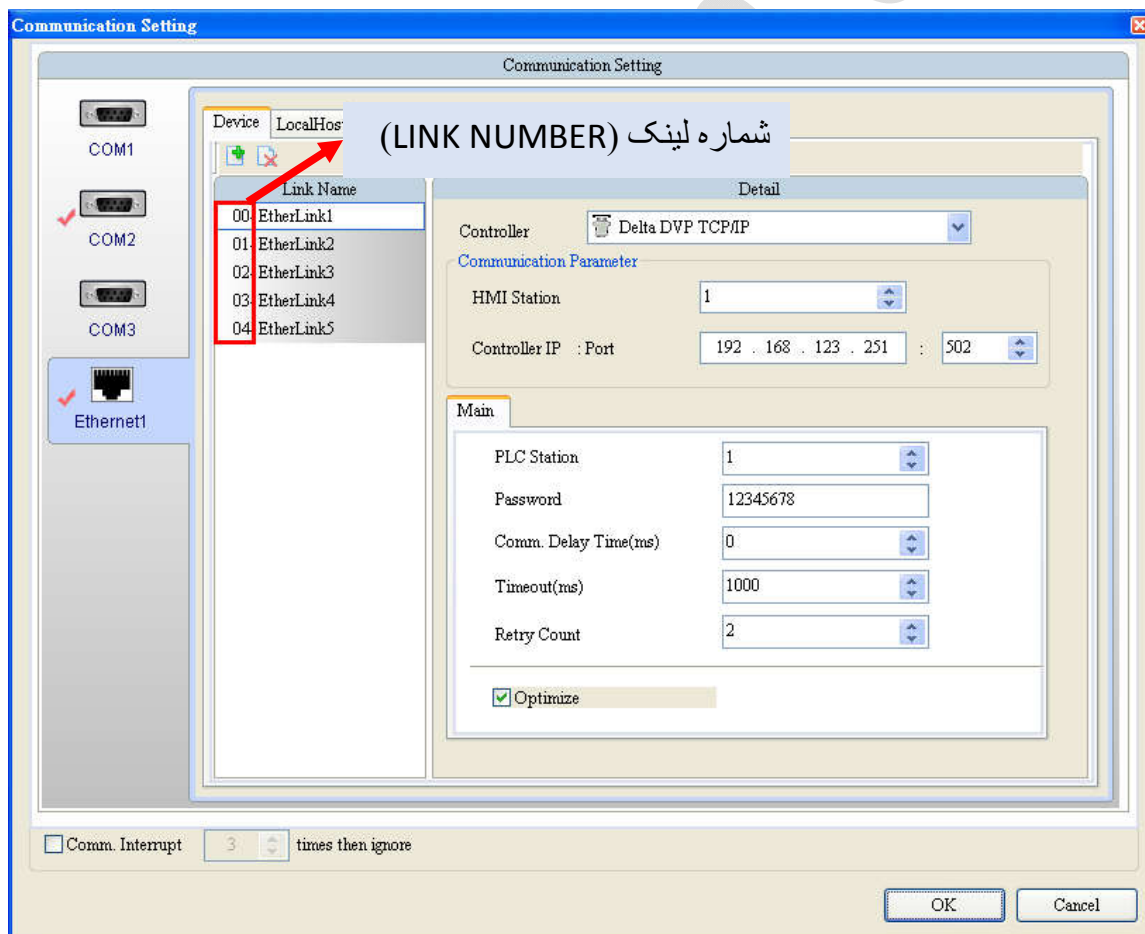 Communication Setting
Communication Setting
COM1
COM2
COM3
Ethernet1
Device
LocalHos
شماره لینک (LINK NUMBER)
Link Name
00 EtherLink1
01 EtherLink2
02 EtherLink3
03 EtherLink4
04 EtherLink5
Detail
Controller Delta DVP TCP/IP
Communication Parameter
HMI Station 1
Controller IP : Port 192 . 168 . 123 . 251 : 502
Main
PLC Station 1
Password 12345678
Comm. Delay Time(ms) 0
Timeout(ms) 1000
Retry Count 2
Optimize
Comm. Interrupt 3 times then ignore
OK Cancel